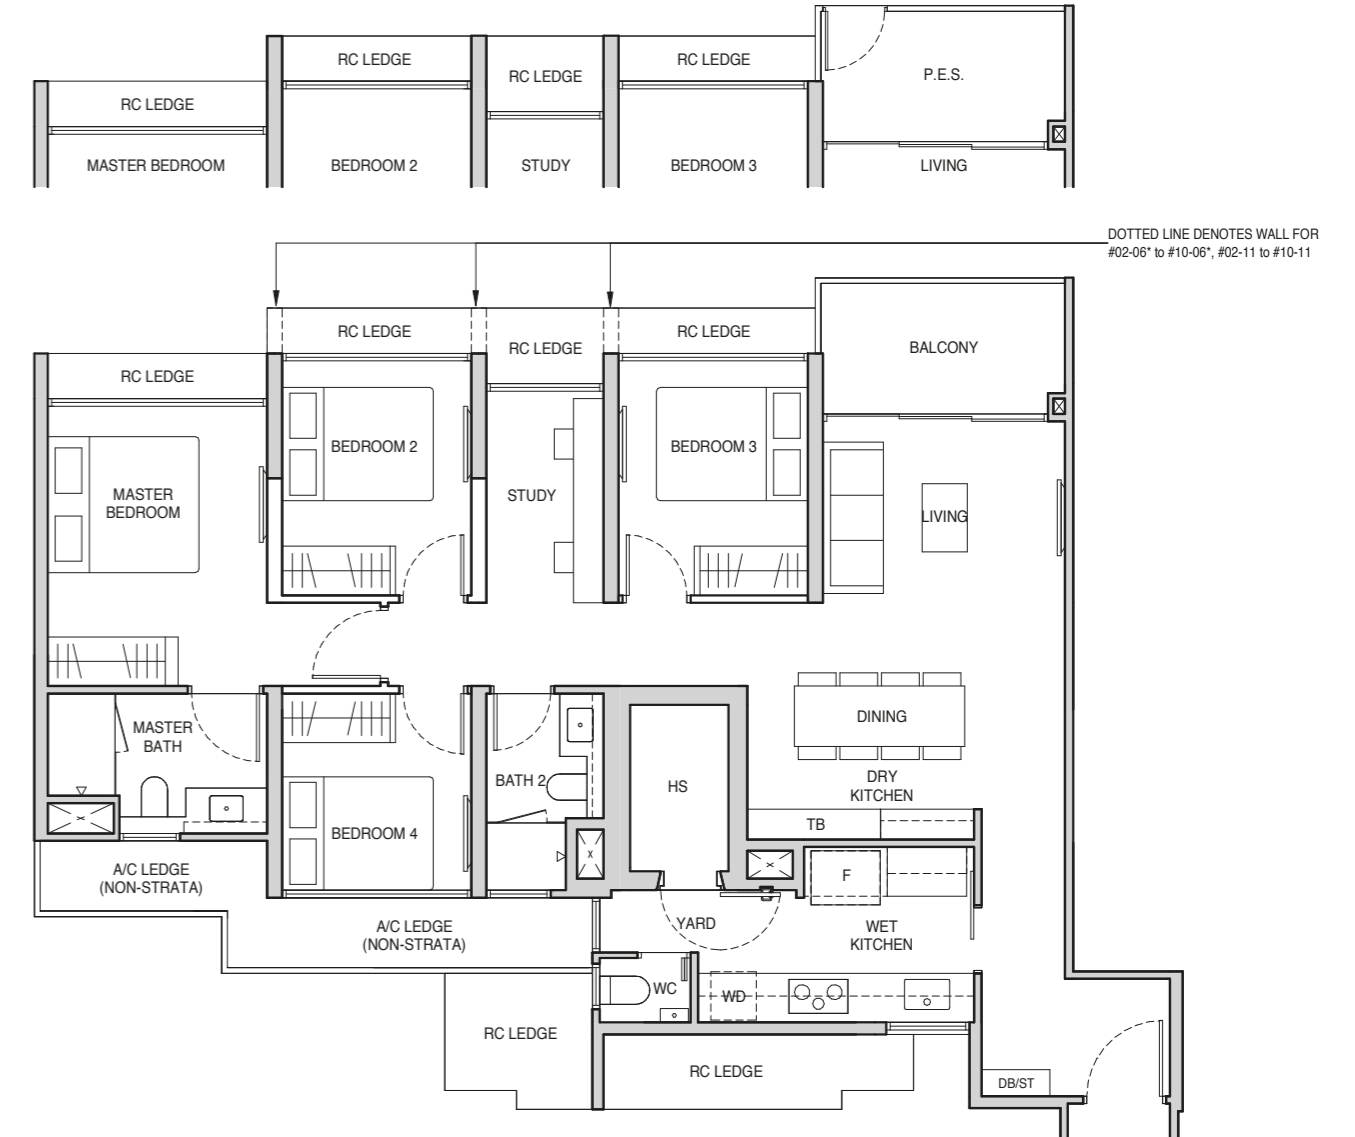 RC LEDGE
RC LEDGE
RC LEDGE
RC LEDGE
P.E.S.
MASTER BEDROOM
BEDROOM 2
STUDY
BEDROOM 3
LIVING
DOTTED LINE DENOTES WALL FOR
#02-06* to #10-06*, #02-11 to #10-11
RC LEDGE
RC LEDGE
RC LEDGE
RC LEDGE
BALCONY
MASTER
BEDROOM
BEDROOM 2
STUDY
BEDROOM 3
LIVING
MASTER
BATH
BEDROOM 4
BATH 2
HS
DINING
DRY
KITCHEN
TB
F
A/C LEDGE
(NON-STRATA)
A/C LEDGE
(NON-STRATA)
YARD
WET
KITCHEN
WC
WD
RC LEDGE
RC LEDGE
DB/ST